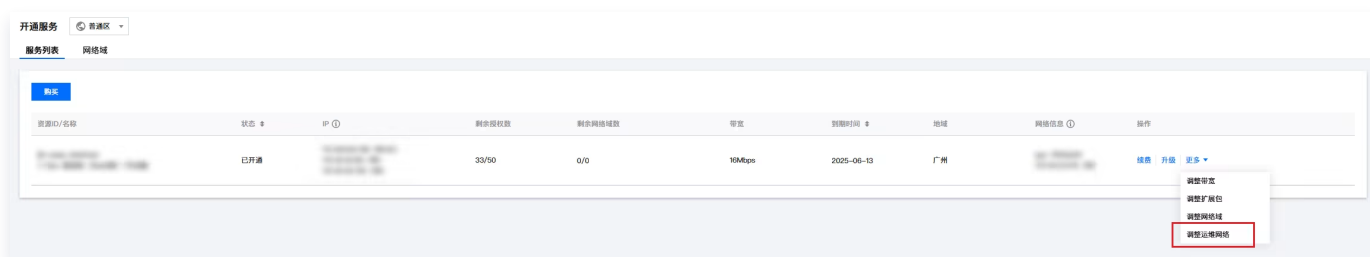 开通服务 普通区
服务列表 网络域
购买
资源ID/名称 状态 IP 剩余授权数 剩余网络域数 带宽 到期时间 地域 网络信息 操作
已开通 33/50 0/0 16Mbps 2025-06-13 广州 续费 升级 更多
调整带宽
调整扩展包
调整网络域
调整运维网络